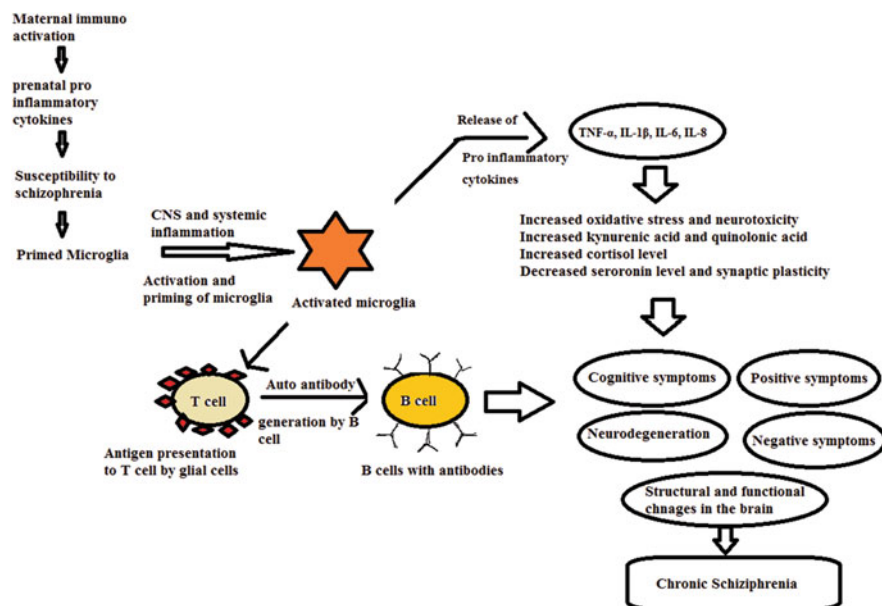 Maternal immuno
activation
prenatal pro
inflammatory
cytokines
Susceptibility to
schizophrenia
Primed Microglia
CNS and systemic
inflammation
Activation and
priming of microglia
Activated microglia
Release of
Pro inflammatory
cytokines
TNF-α, IL-1β, IL-6, IL-8
Increased oxidative stress and neurotoxicity
Increased kynurenic acid and quinolonic acid
Increased cortisol level
Decreased seroronin level and synaptic plasticity
T cell
Antigen presentation
to T cell by glial cells
Auto antibody
generation by B
cell
B cell
B cells with antibodies
Cognitive symptoms
Positive symptoms
Neurodegeneration
Negative symptoms
Structural and functional
chnages in the brain
Chronic Schiziphrenia